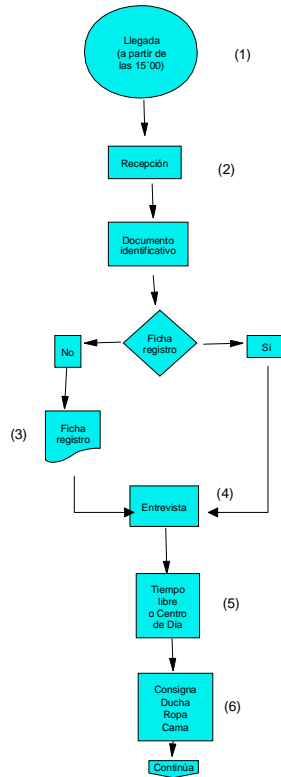 Llegada
(a partir de
las 15´00)
(1)
Recepción
(2)
Documento
identificativo
Ficha
registro
No
Si
(3)
Ficha
registro
(4)
Entrevista
Tiempo
libre
o Centro
de Día
(5)
Consigna
Ducha
Ropa
Cama
(6)
Continúa